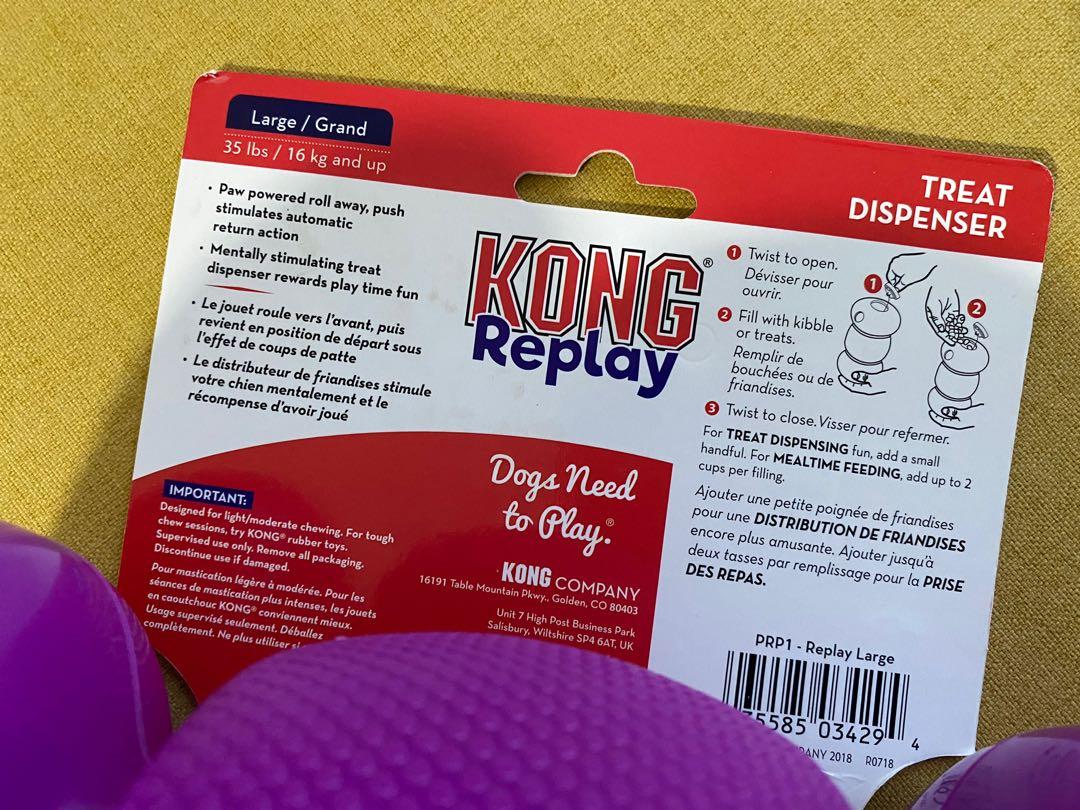 Large / Grand
35 lbs / 16 kg and up
TREAT
DISPENSER
• Paw powered roll away, push
stimulates automatic
return action
• Mentally stimulating treat
dispenser rewards play time fun
• Le jouet roule vers l'avant, puis
revient en position de départ sous
l'effet de coups de patte
• Le distributeur de friandises stimule
votre chien mentalement et le
récompense d'avoir joué
KONG®
Replay
1 Twist to open.
Dévisser pour
ouvrir.
2 Fill with kibble
or treats.
Remplir de
bouchées ou de
friandises.
1
2
3 Twist to close. Visser pour refermer.
For TREAT DISPENSING fun, add a small
handful. For MEALTIME FEEDING, add up to 2
cups per filling.
Ajouter une petite poignée de friandises
pour une DISTRIBUTION DE FRIANDISES
encore plus amusante. Ajouter jusqu'à
deux tasses par remplissage pour la PRISE
DES REPAS.
IMPORTANT:
Designed for light/moderate chewing. For tough
chew sessions, try KONG® rubber toys.
Supervised use only. Remove all packaging.
Discontinue use if damaged.
Pour mastication légère à modérée. Pour les
séances de mastication plus intenses, les jouets
en caoutchouc KONG® conviennent mieux.
Usage supervisé seulement. Déballez
complètement. Ne plus utiliser si
Dogs Need
to Play.®
KONG COMPANY
16191 Table Mountain Pkwy., Golden, CO 80403
Unit 7 High Post Business Park
Salisbury, Wiltshire SP4 6AT, UK
PRP1 - Replay Large
5585 03429 4
2018 R0718